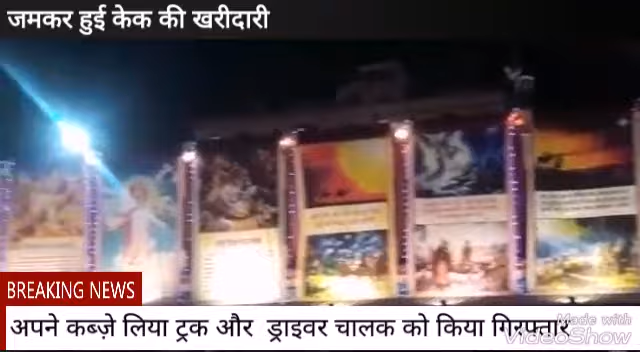 जमकर हुई केक की खरीदारी
BREAKING NEWS
अपने कब्ज़े लिया ट्रक और ड्राइवर चालक को किया गिरफ्तार
Made with
VideoShow